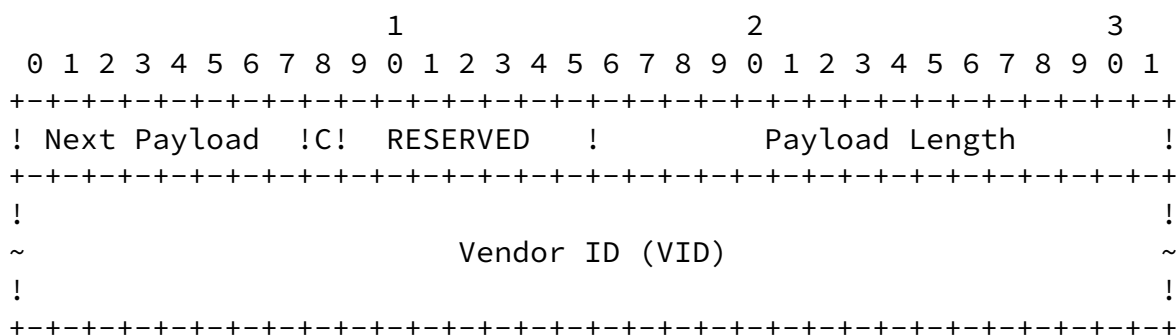 1                   2                   3
 0 1 2 3 4 5 6 7 8 9 0 1 2 3 4 5 6 7 8 9 0 1 2 3 4 5 6 7 8 9 0 1
+-+-+-+-+-+-+-+-+-+-+-+-+-+-+-+-+-+-+-+-+-+-+-+-+-+-+-+-+-+-+-+-+
! Next Payload  !C!  RESERVED   !         Payload Length        !
+-+-+-+-+-+-+-+-+-+-+-+-+-+-+-+-+-+-+-+-+-+-+-+-+-+-+-+-+-+-+-+-+
!                                                               !
~                        Vendor ID (VID)                        ~
!                                                               !
+-+-+-+-+-+-+-+-+-+-+-+-+-+-+-+-+-+-+-+-+-+-+-+-+-+-+-+-+-+-+-+-+